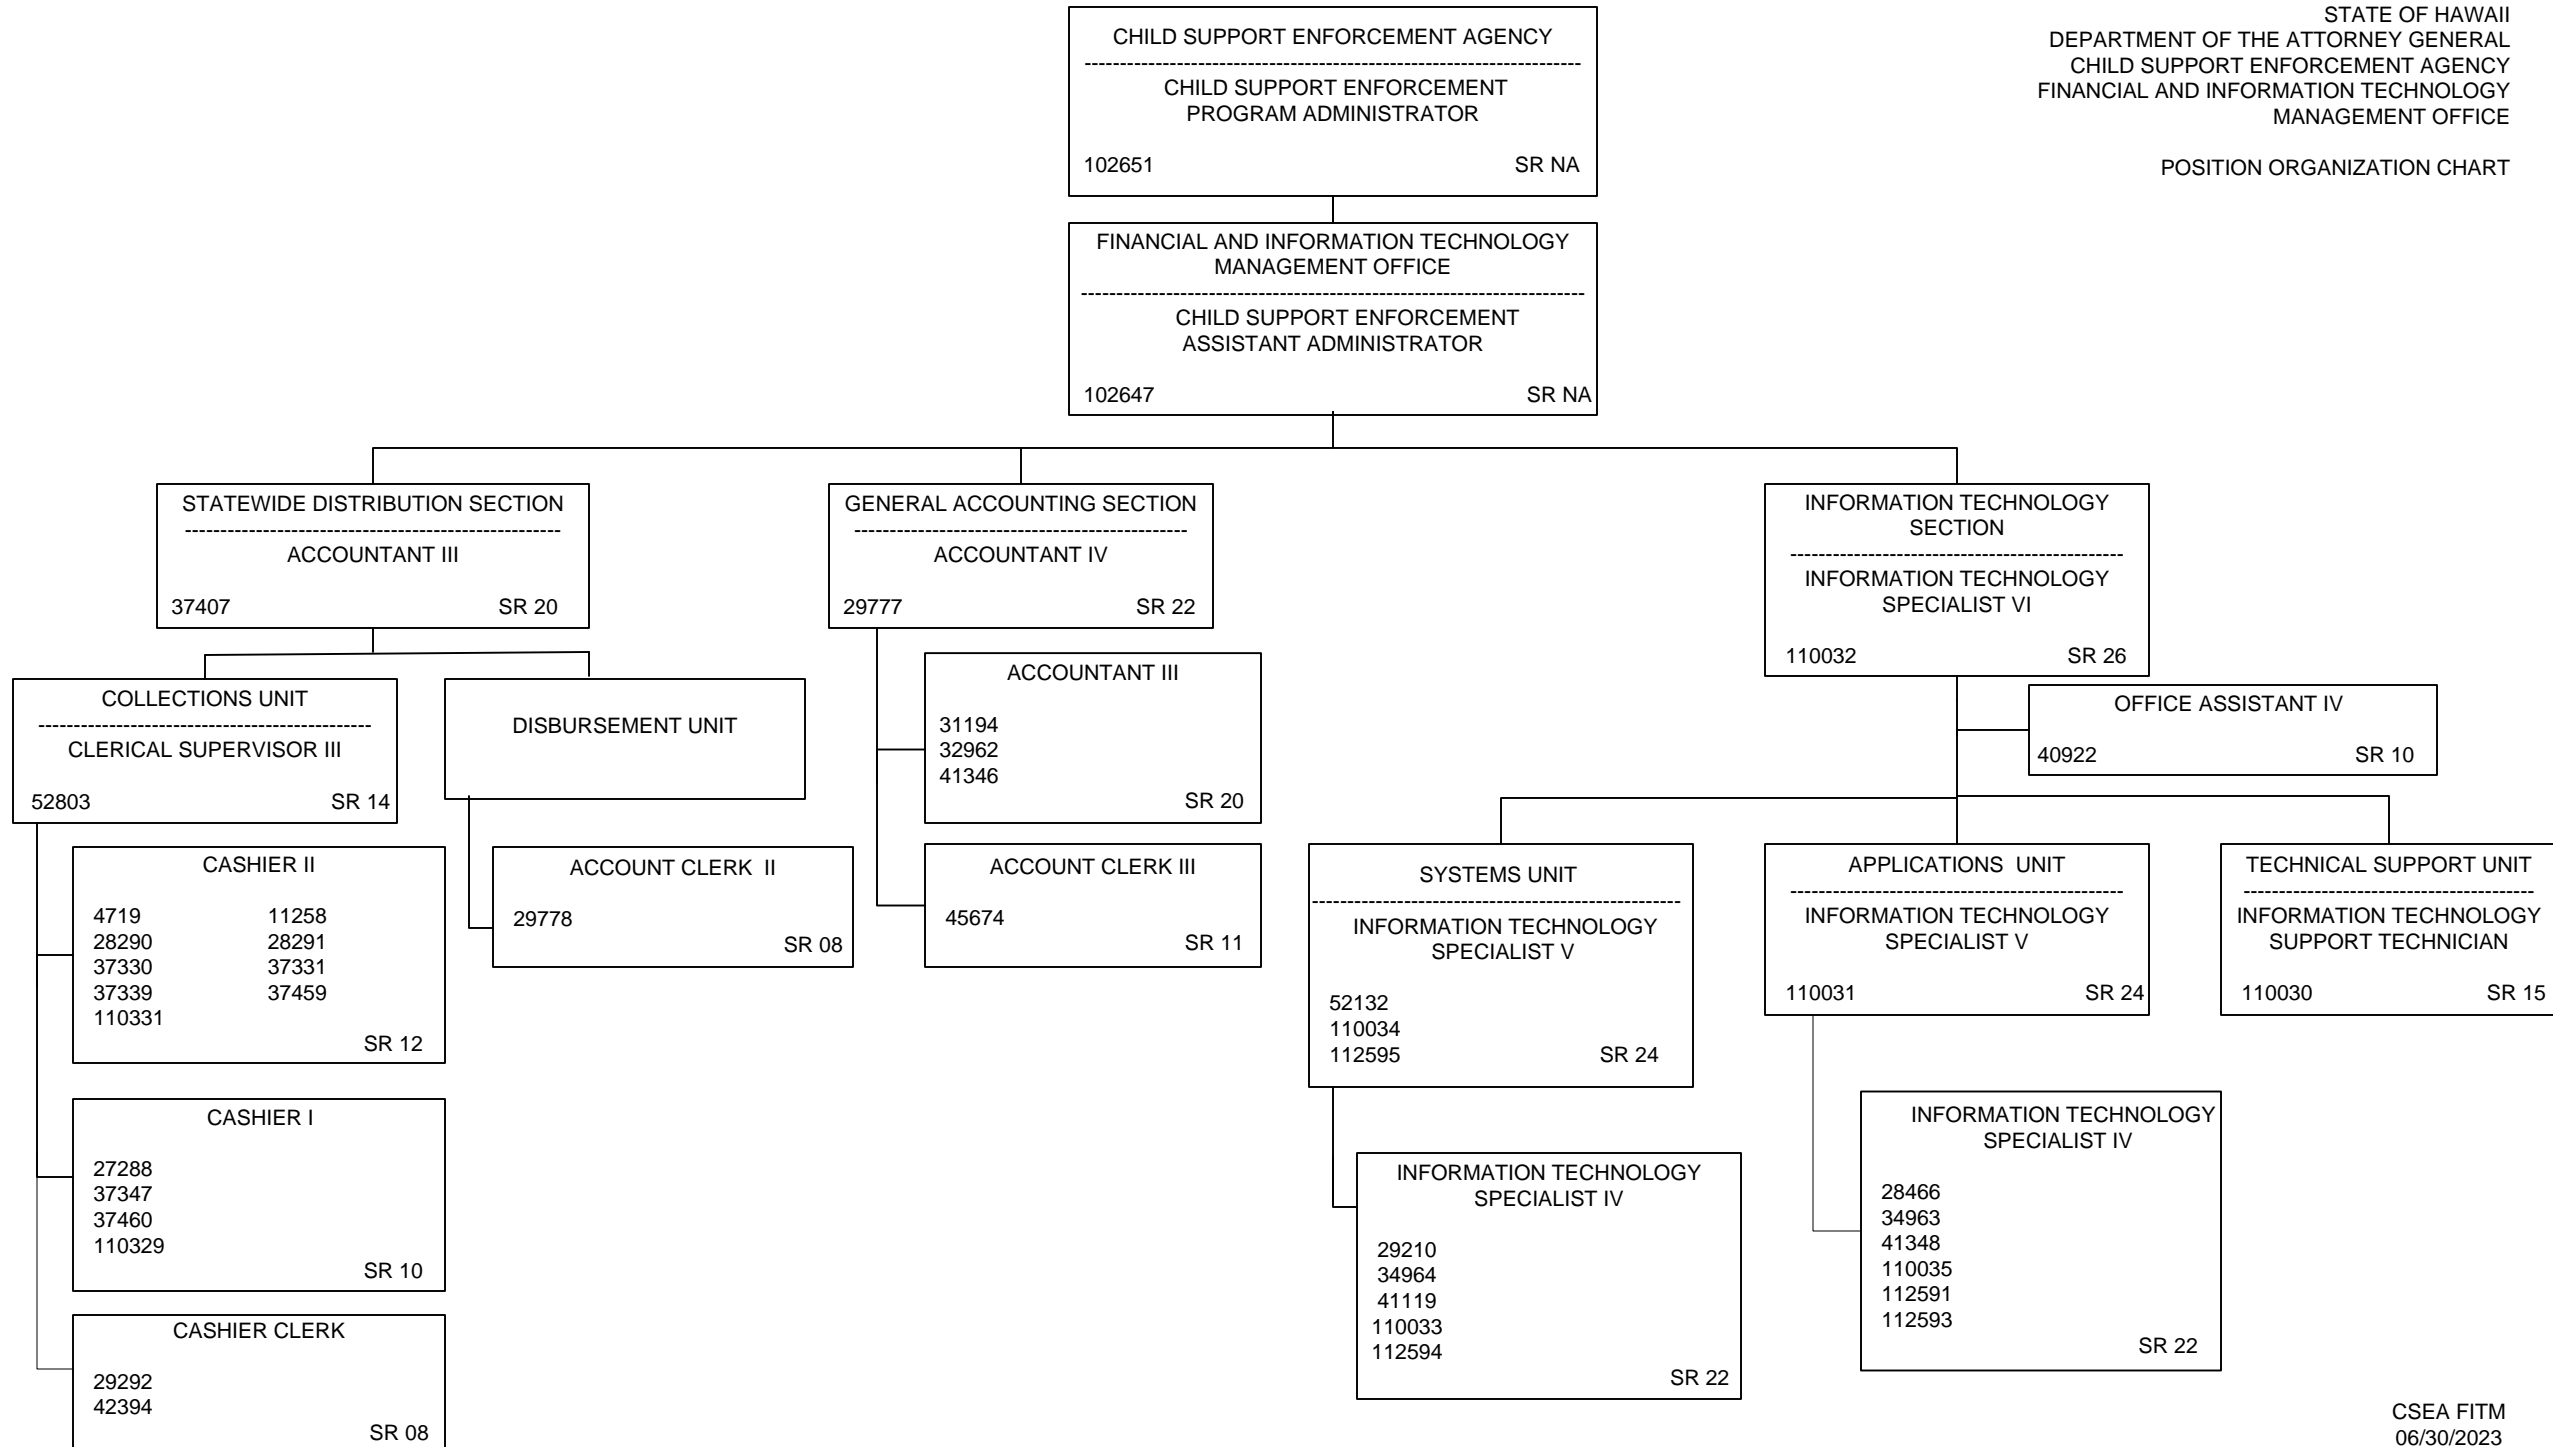 STATE OF HAWAII
DEPARTMENT OF THE ATTORNEY GENERAL
CHILD SUPPORT ENFORCEMENT AGENCY
FINANCIAL AND INFORMATION TECHNOLOGY
MANAGEMENT OFFICE
POSITION ORGANIZATION CHART
CHILD SUPPORT ENFORCEMENT AGENCY
CHILD SUPPORT ENFORCEMENT
PROGRAM ADMINISTRATOR
102651 SR NA
FINANCIAL AND INFORMATION TECHNOLOGY
MANAGEMENT OFFICE
CHILD SUPPORT ENFORCEMENT
ASSISTANT ADMINISTRATOR
102647 SR NA
STATEWIDE DISTRIBUTION SECTION
ACCOUNTANT III
37407 SR 20
COLLECTIONS UNIT
CLERICAL SUPERVISOR III
52803 SR 14
CASHIER II
4719 11258
28290 28291
37330 37331
37339 37459
110331
SR 12
CASHIER I
27288
37347
37460
110329
SR 10
CASHIER CLERK
29292
42394
SR 08
DISBURSEMENT UNIT
ACCOUNT CLERK  II
29778
SR 08
GENERAL ACCOUNTING SECTION
ACCOUNTANT IV
29777 SR 22
ACCOUNTANT III
31194
32962
41346
SR 20
ACCOUNT CLERK III
45674
SR 11
INFORMATION TECHNOLOGY
SECTION
INFORMATION TECHNOLOGY
SPECIALIST VI
110032 SR 26
OFFICE ASSISTANT IV
40922 SR 10
SYSTEMS UNIT
INFORMATION TECHNOLOGY
SPECIALIST V
52132
110034
112595 SR 24
INFORMATION TECHNOLOGY
SPECIALIST IV
29210
34964
41119
110033
112594
SR 22
APPLICATIONS  UNIT
INFORMATION TECHNOLOGY
SPECIALIST V
110031 SR 24
INFORMATION TECHNOLOGY
SPECIALIST IV
28466
34963
41348
110035
112591
112593
SR 22
TECHNICAL SUPPORT UNIT
INFORMATION TECHNOLOGY
SUPPORT TECHNICIAN
110030 SR 15
CSEA FITM
06/30/2023